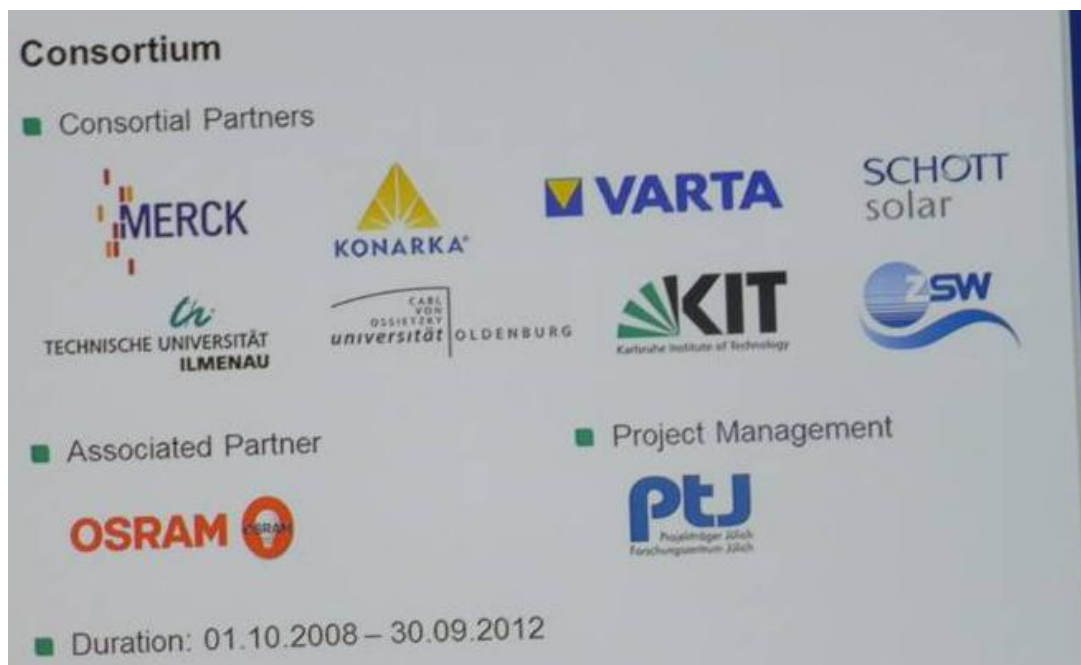 Consortium
Consortial Partners
MERCK
KONARKA®
VARTA
SCHOTT
solar
TECHNISCHE UNIVERSITÄT
ILMENAU
CARL
VON
OSSIETZKY
universität OLDENBURG
KIT
Karlsruhe Institute of Technology
ZSW
Associated Partner
Project Management
OSRAM OSRAM
ptJ
Projektträger Jülich
Forschungszentrum Jülich
Duration: 01.10.2008 – 30.09.2012